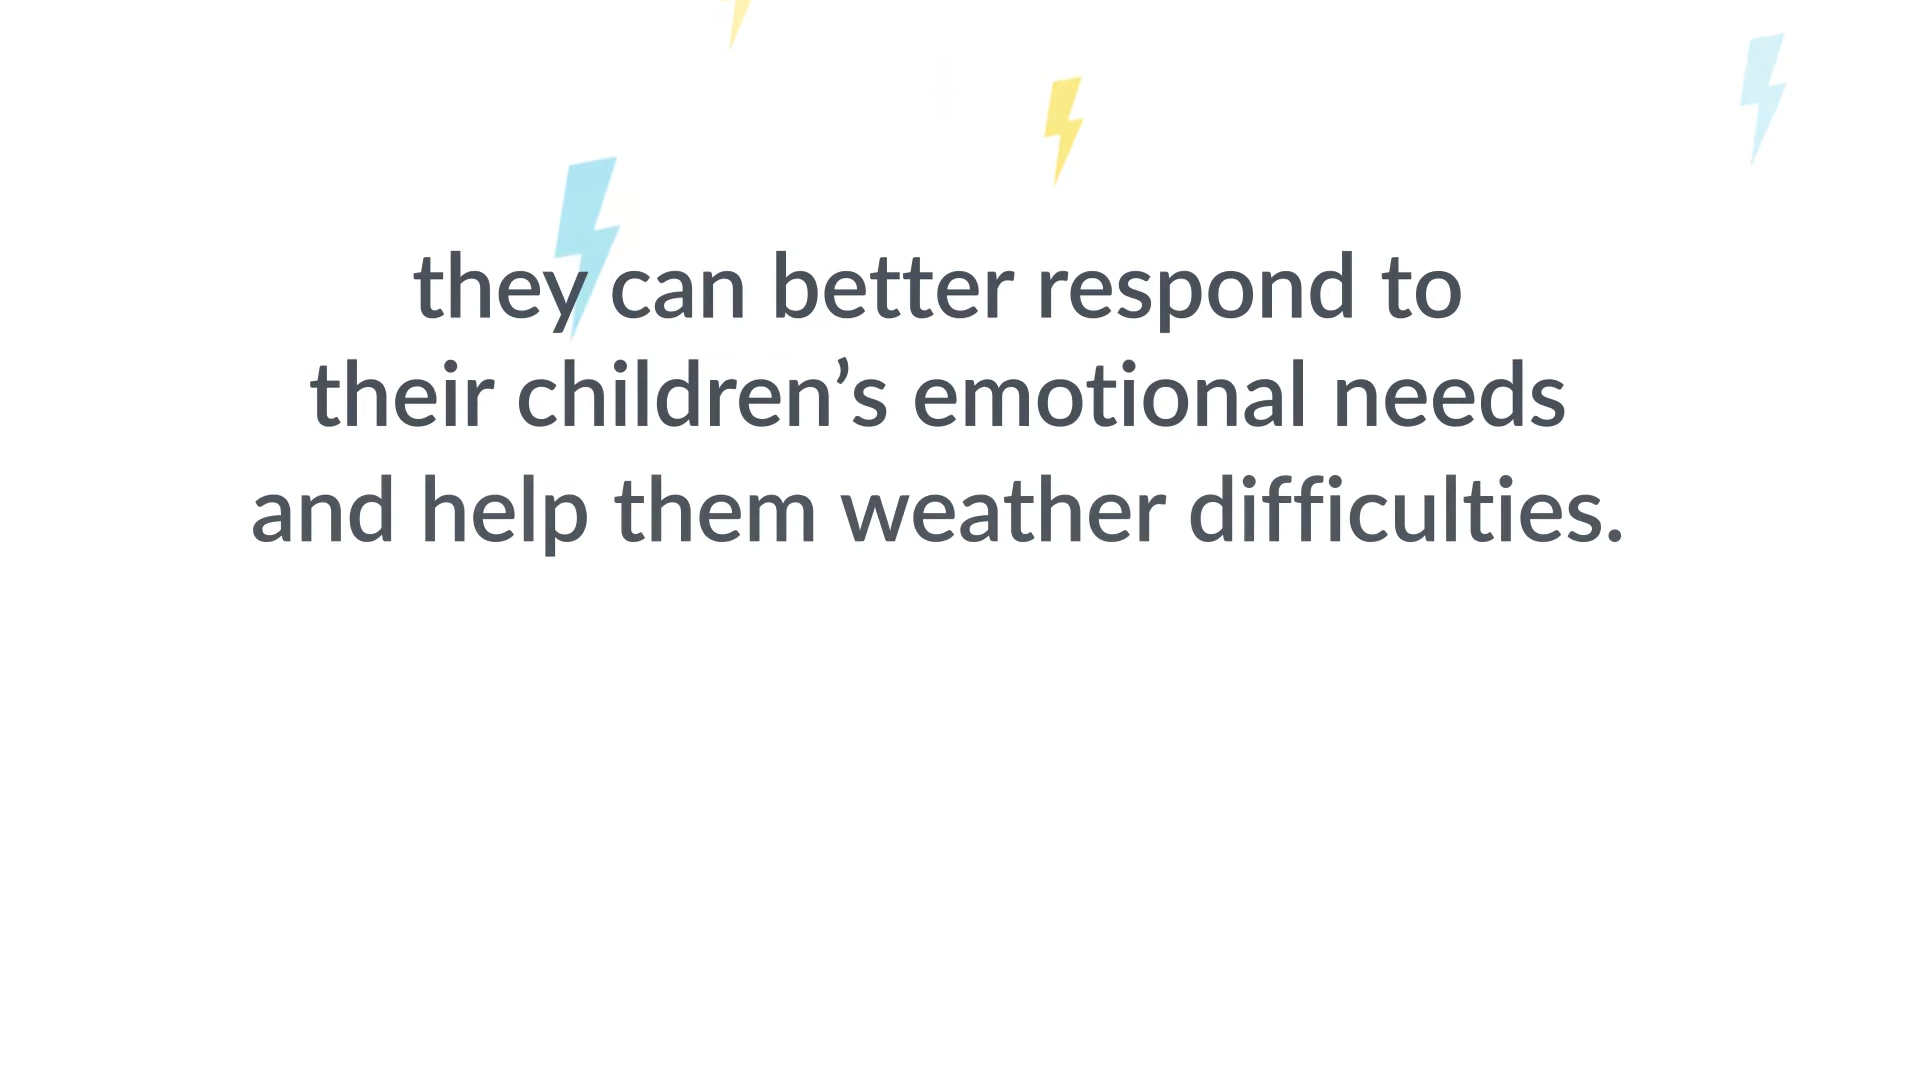 they can better respond to
their children’s emotional needs
and help them weather difficulties.